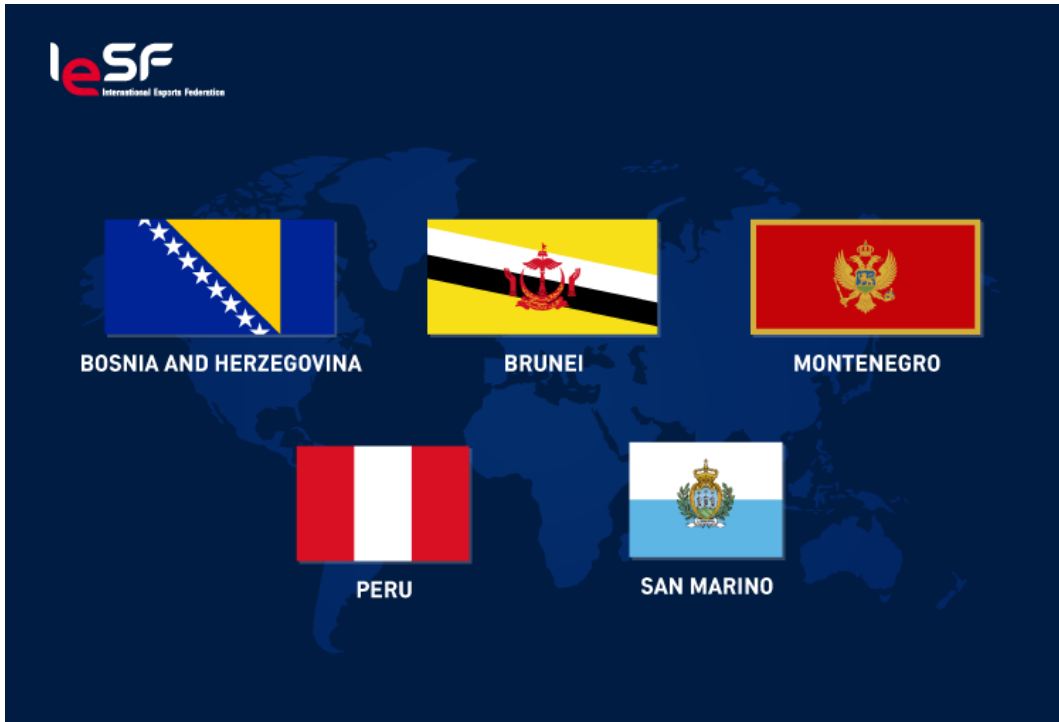 IeSF
International Esports Federation
BOSNIA AND HERZEGOVINA
BRUNEI
MONTENEGRO
PERU
SAN MARINO